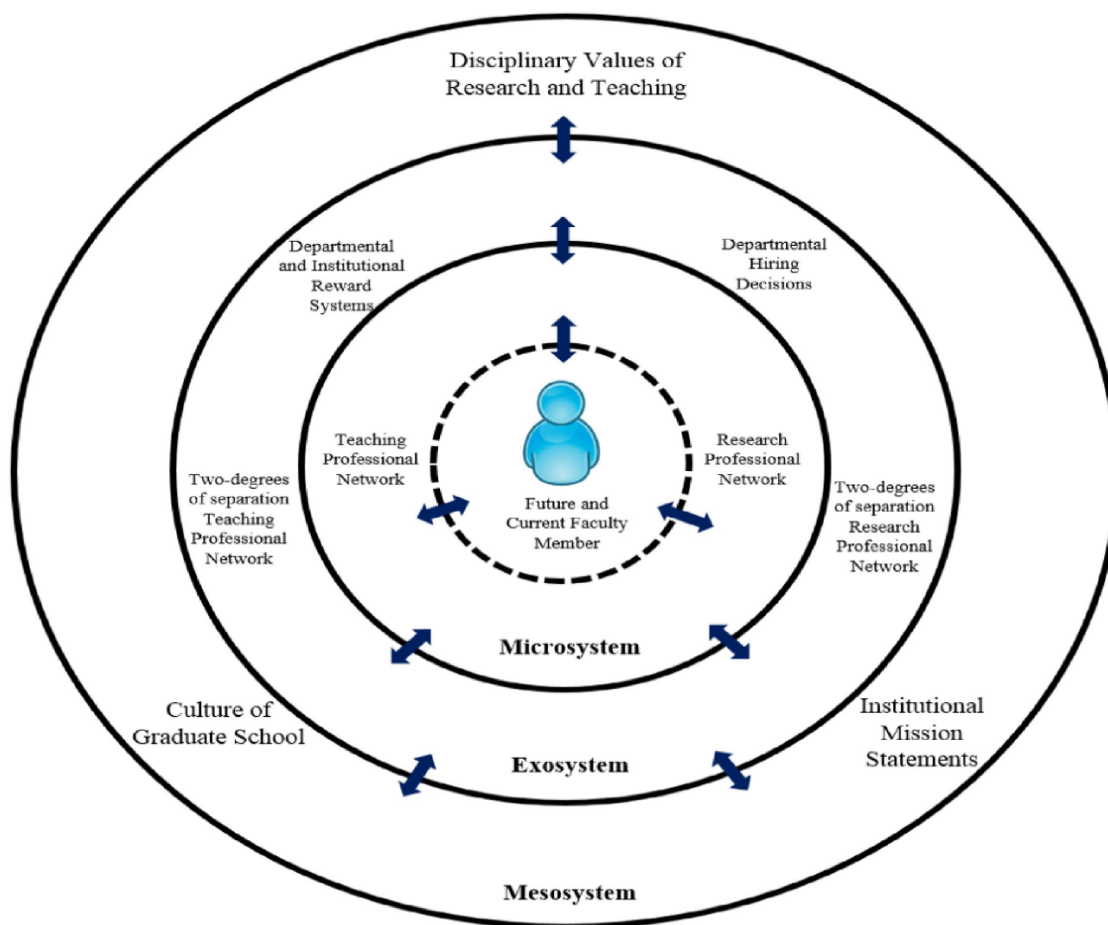 Disciplinary Values of
Research and Teaching
Departmental
and Institutional
Reward
Systems
Departmental
Hiring
Decisions
Teaching
Professional
Network
Research
Professional
Network
Two-degrees
of separation
Teaching
Professional
Network
Future and
Current Faculty
Member
Two-degrees
of separation
Research
Professional
Network
Microsystem
Culture of
Graduate School
Institutional
Mission
Statements
Exosystem
Mesosystem